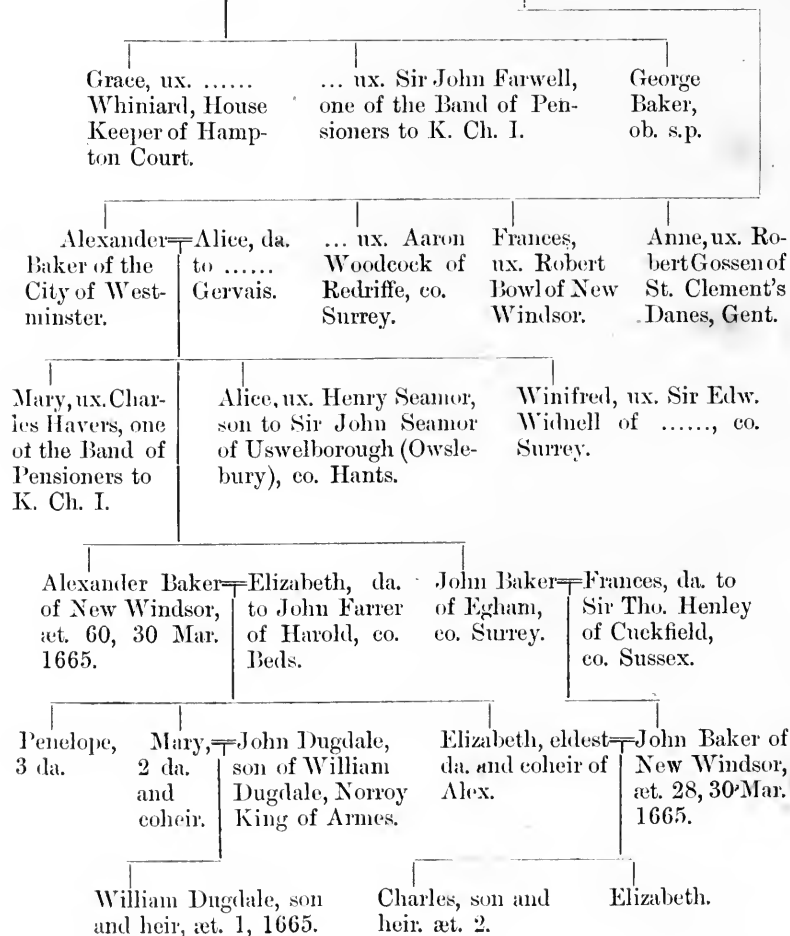 Grace, ux. ......
Whiniard, House
Keeper of Hamp-
ton Court.
... ux. Sir John Farwell,
one of the Band of Pen-
sioners to K. Ch. I.
George
Baker,
ob. s.p.
Alexander
Baker of the
City of West-
minster.
Alice, da.
to ......
Gervais.
... ux. Aaron
Woodcock of
Redriffe, co.
Surrey.
Frances,
ux. Robert
Bowl of New
Windsor.
Anne, ux. Ro-
bert Gossen of
St. Clement's
Danes, Gent.
Mary, ux. Char-
les Havers, one
of the Band of
Pensioners to
K. Ch. I.
Alice, ux. Henry Seamor,
son to Sir John Seamor
of Uswelborough (Owsle-
bury), co. Hants.
Winifred, ux. Sir Edw.
Widnell of ......, co.
Surrey.
Alexander Baker
of New Windsor,
æt. 60, 30 Mar.
1665.
Elizabeth, da.
to John Farrer
of Harold, co.
Beds.
John Baker
of Egham,
co. Surrey.
Frances, da. to
Sir Tho. Henley
of Cuckfield,
co. Sussex.
Penelope,
3 da.
Mary,
2 da.
and
coheir.
John Dugdale,
son of William
Dugdale, Norroy
King of Armes.
Elizabeth, eldest
da. and coheir of
Alex.
John Baker of
New Windsor,
æt. 28, 30 Mar.
1665.
William Dugdale, son
and heir, æt. 1, 1665.
Charles, son and
heir. æt. 2.
Elizabeth.